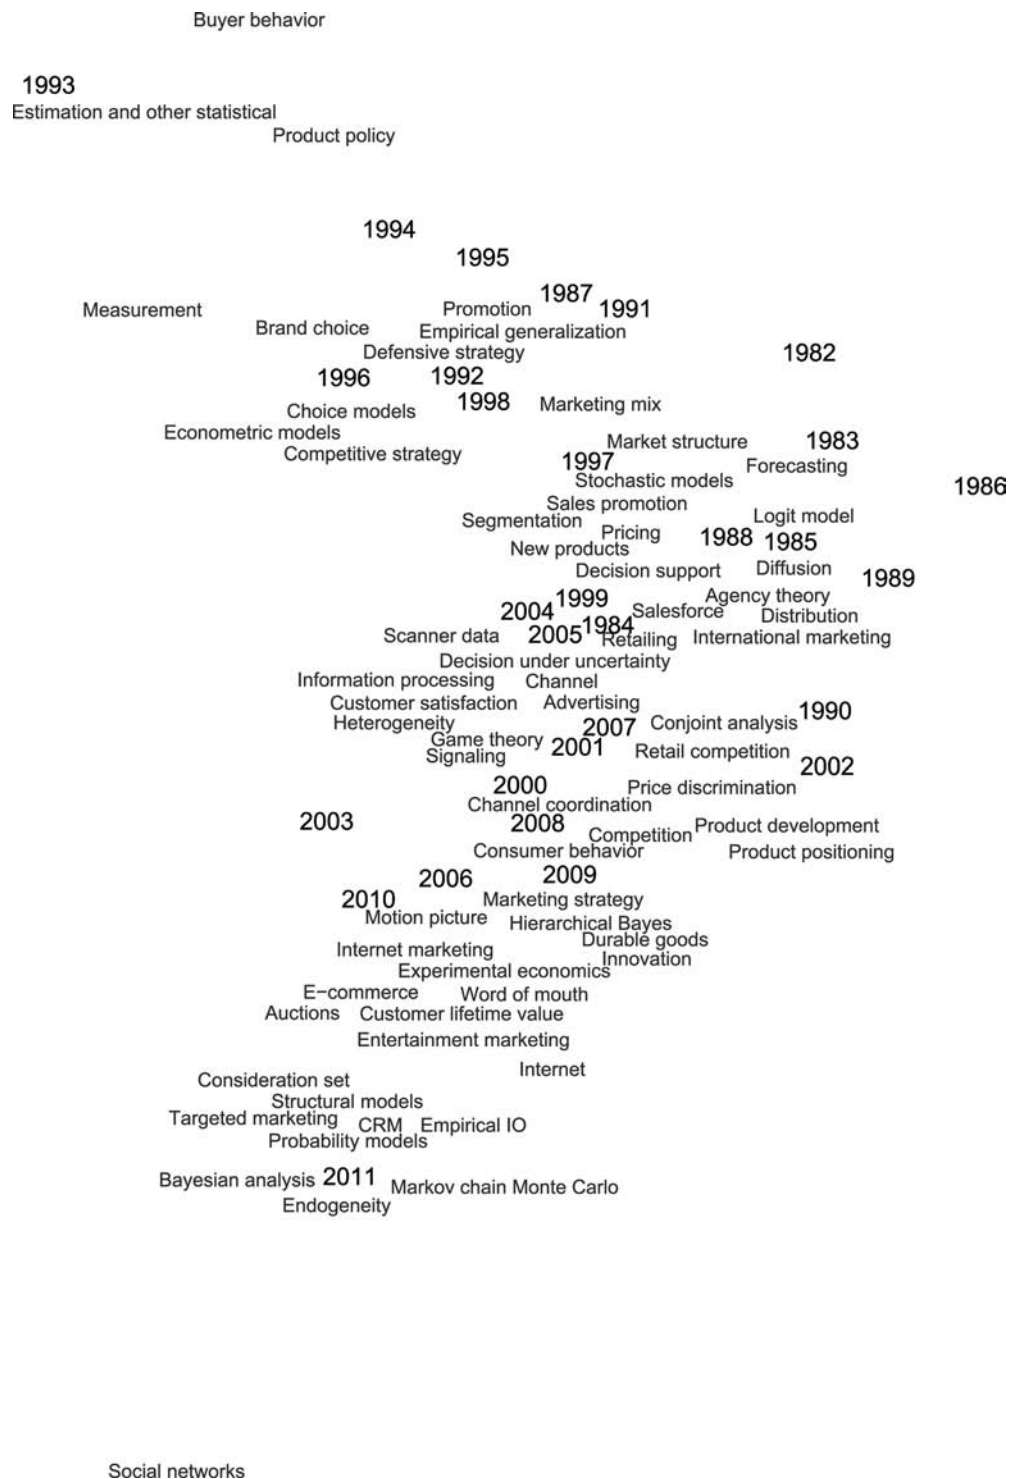 Buyer behavior
1993
Estimation and other statistical
Product policy
1994
1995
1987
Measurement
Promotion
1991
Brand choice
Empirical generalization
Defensive strategy
1982
1996
1992
1998
Marketing mix
Choice models
Econometric models
Market structure
1983
Competitive strategy
1997
Forecasting
Stochastic models
1986
Sales promotion
Segmentation
Logit model
Pricing
1988
1985
New products
Decision support
Diffusion
1989
1999
Agency theory
2004
Salesforce
Distribution
1984
Scanner data
2005
Retailing
International marketing
Decision under uncertainty
Information processing
Channel
Customer satisfaction
Advertising
1990
Heterogeneity
2007
Conjoint analysis
Game theory
2001
Retail competition
Signaling
2002
2000
Price discrimination
Channel coordination
2003
2008
Competition
Product development
Consumer behavior
Product positioning
2006
2009
2010
Marketing strategy
Motion picture
Hierarchical Bayes
Durable goods
Internet marketing
Innovation
Experimental economics
E−commerce
Word of mouth
Auctions
Customer lifetime value
Entertainment marketing
Internet
Consideration set
Structural models
Targeted marketing
CRM
Empirical IO
Probability models
Bayesian analysis
2011
Markov chain Monte Carlo
Endogeneity
Social networks